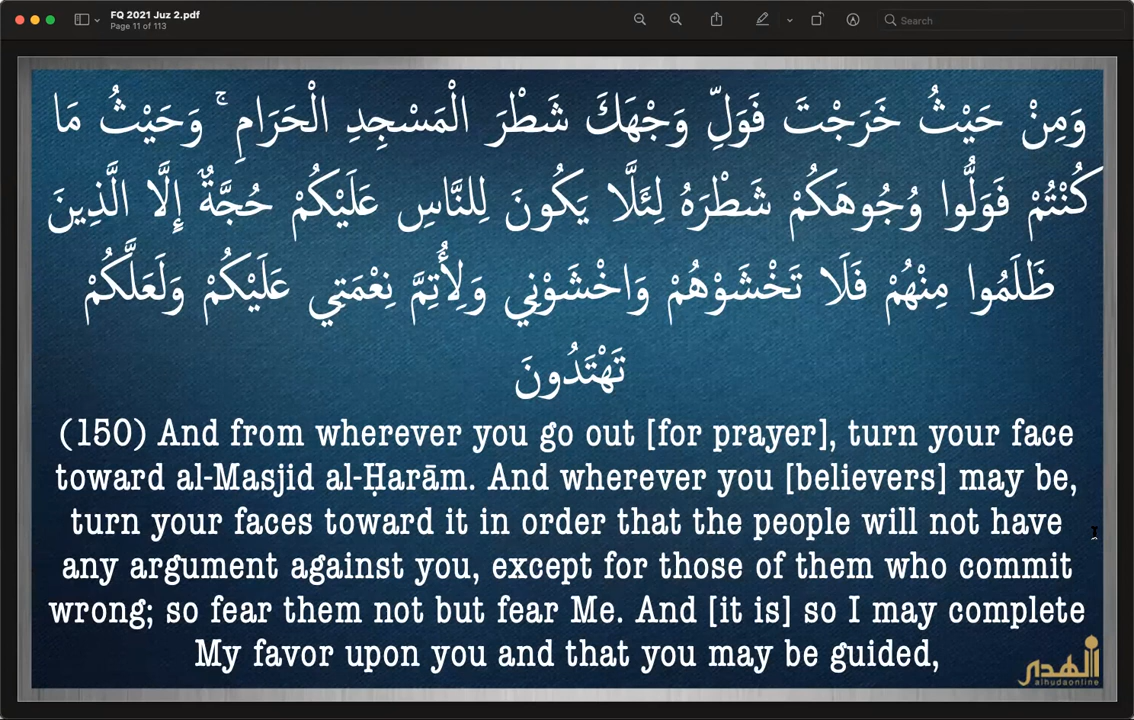 FQ 2021 Juz 2.pdf
Page 11 of 113
Search
وَمِنْ حَيْثُ خَرَجْتَ فَوَلِّ وَجْهَكَ شَطْرَ الْمَسْجِدِ الْحَرَامِ ۚ وَحَيْثُ مَا
كُنْتُمْ فَوَلُّوا وُجُوهَكُمْ شَطْرَهُ لِئَلَّا يَكُونَ لِلنَّاسِ عَلَيْكُمْ حُجَّةٌ إِلَّا الَّذِينَ
ظَلَمُوا مِنْهُمْ فَلَا تَخْشَوْهُمْ وَاخْشَوْنِي وَلِأُتِمَّ نِعْمَتِي عَلَيْكُمْ وَلَعَلَّكُمْ
تَهْتَدُونَ
(150) And from wherever you go out [for prayer], turn your face
toward al-Masjid al-Ḥarām. And wherever you [believers] may be,
turn your faces toward it in order that the people will not have
any argument against you, except for those of them who commit
wrong; so fear them not but fear Me. And [it is] so I may complete
My favor upon you and that you may be guided,
الهدى
alhudaonline